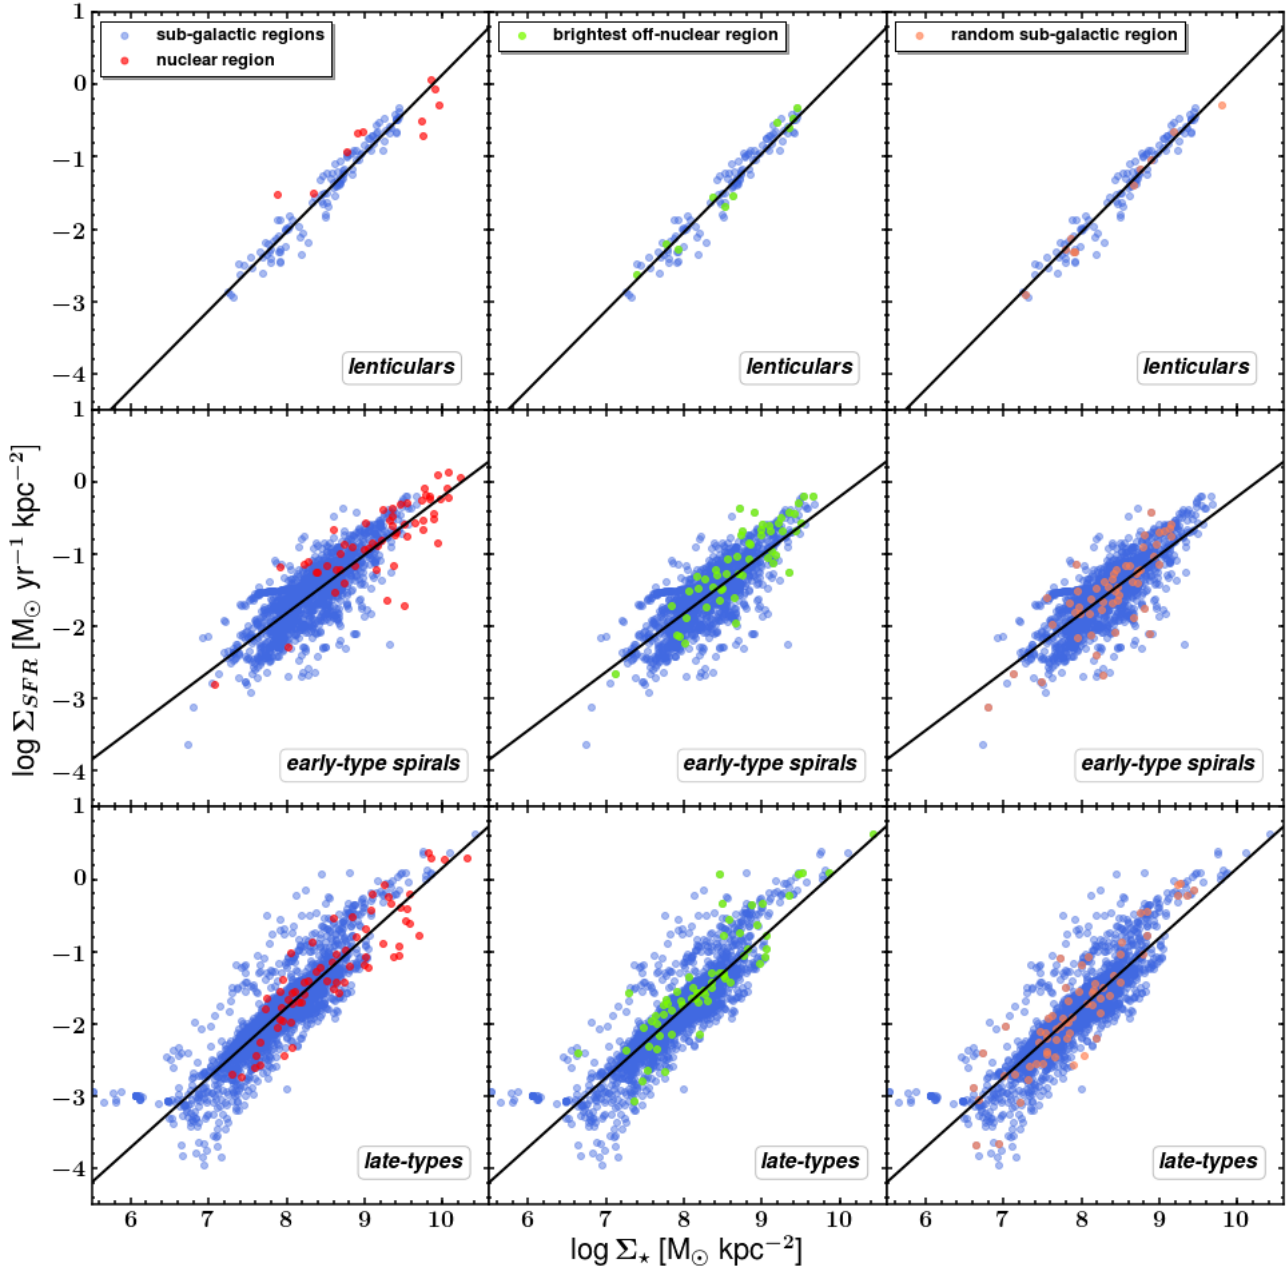 sub-galactic regions
nuclear region
brightest off-nuclear region
random sub-galactic region
1
0
−1
−2
−3
−4
lenticulars
lenticulars
lenticulars
1
0
−1
−2
−3
−4
early-type spirals
early-type spirals
early-type spirals
1
0
−1
−2
−3
−4
late-types
late-types
late-types
6 7 8 9 10
6 7 8 9 10
6 7 8 9 10
log Σ⋆ [M⊙ kpc−2]
log ΣSFR [M⊙ yr−1 kpc−2]